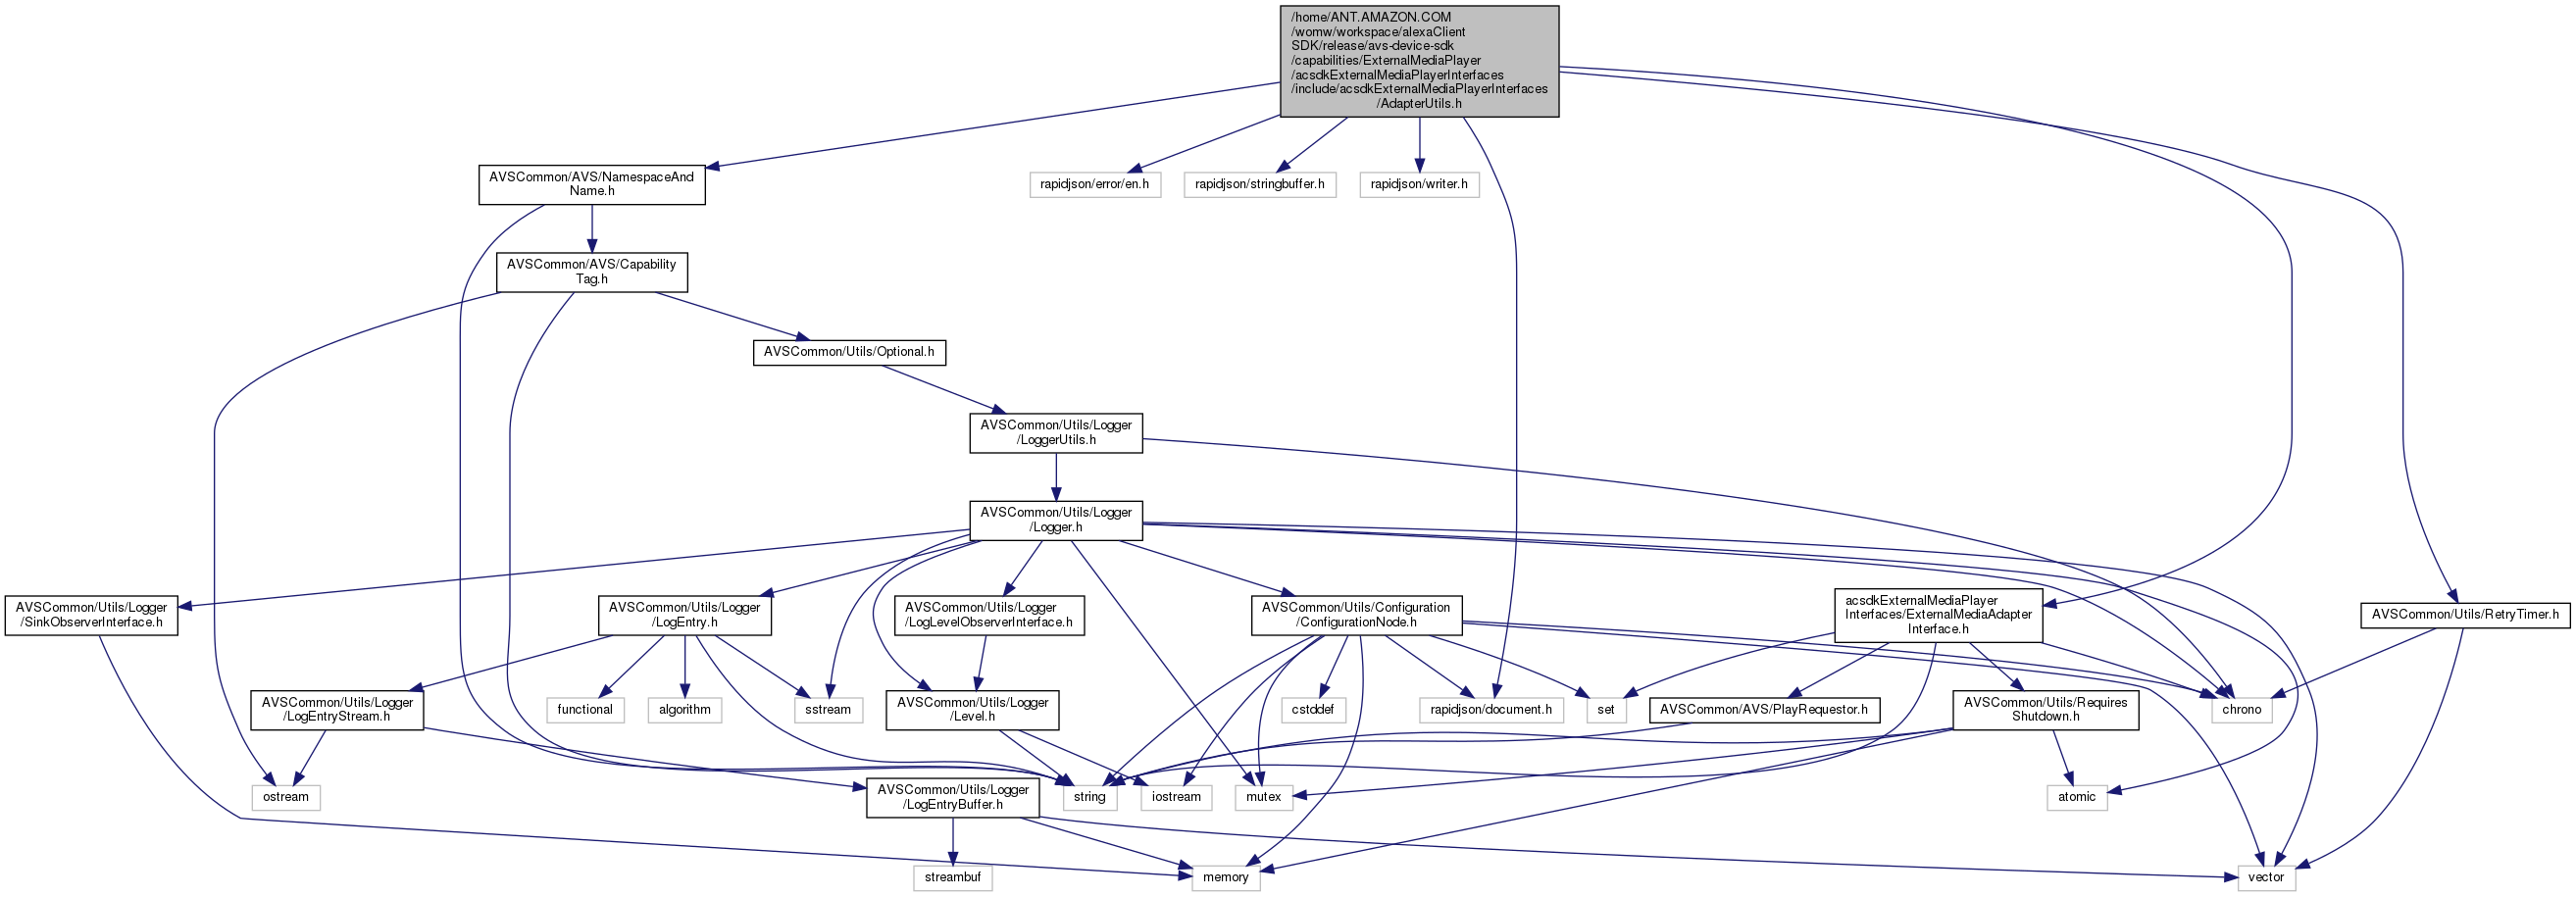 /home/ANT.AMAZON.COM
/womw/workspace/alexaClient
SDK/release/avs-device-sdk
/capabilities/ExternalMediaPlayer
/acsdkExternalMediaPlayerInterfaces
/include/acsdkExternalMediaPlayerInterfaces
/AdapterUtils.h
AVSCommon/AVS/NamespaceAnd
Name.h
rapidjson/error/en.h
rapidjson/stringbuffer.h
rapidjson/writer.h
AVSCommon/AVS/Capability
Tag.h
AVSCommon/Utils/Optional.h
AVSCommon/Utils/Logger
/LoggerUtils.h
AVSCommon/Utils/Logger
/Logger.h
AVSCommon/Utils/Logger
/SinkObserverInterface.h
AVSCommon/Utils/Logger
/LogEntry.h
AVSCommon/Utils/Logger
/LogLevelObserverInterface.h
AVSCommon/Utils/Configuration
/ConfigurationNode.h
acsdkExternalMediaPlayer
Interfaces/ExternalMediaAdapter
Interface.h
AVSCommon/Utils/RetryTimer.h
AVSCommon/Utils/Logger
/LogEntryStream.h
functional
algorithm
sstream
AVSCommon/Utils/Logger
/Level.h
cstddef
rapidjson/document.h
set
AVSCommon/AVS/PlayRequestor.h
AVSCommon/Utils/Requires
Shutdown.h
chrono
ostream
AVSCommon/Utils/Logger
/LogEntryBuffer.h
string
iostream
mutex
atomic
streambuf
memory
vector